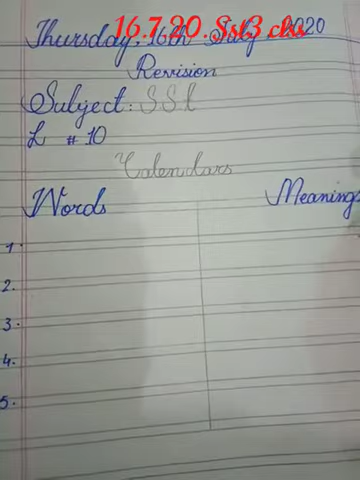 Thursday, 16th July, 2020
16.7.20. Sst3.chs
Revision
Subject: SSt
L # 10
Calendars
Words Meanings
1.
2.
3.
4.
5.